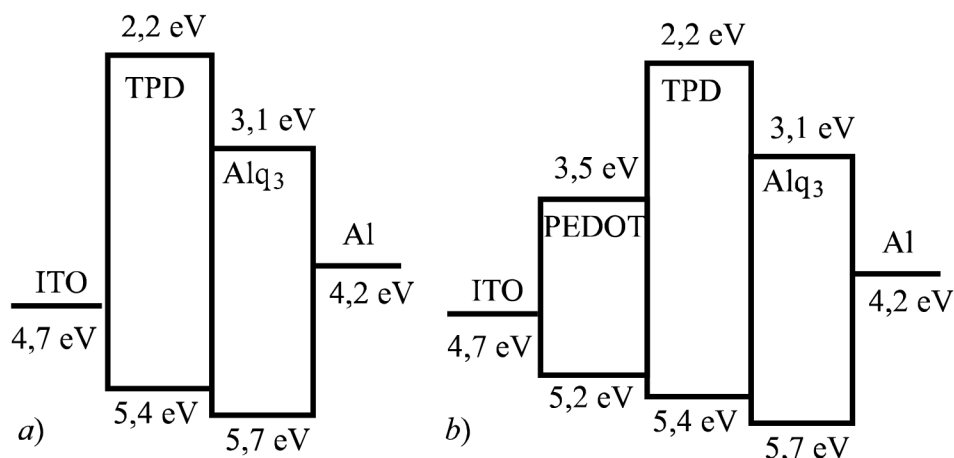 2,2 eV
TPD
3,1 eV
Alq3
Al
ITO
4,2 eV
4,7 eV
5,4 eV
5,7 eV
a)
2,2 eV
TPD
3,1 eV
3,5 eV
Alq3
PEDOT
Al
ITO
4,2 eV
4,7 eV
5,2 eV
5,4 eV
5,7 eV
b)